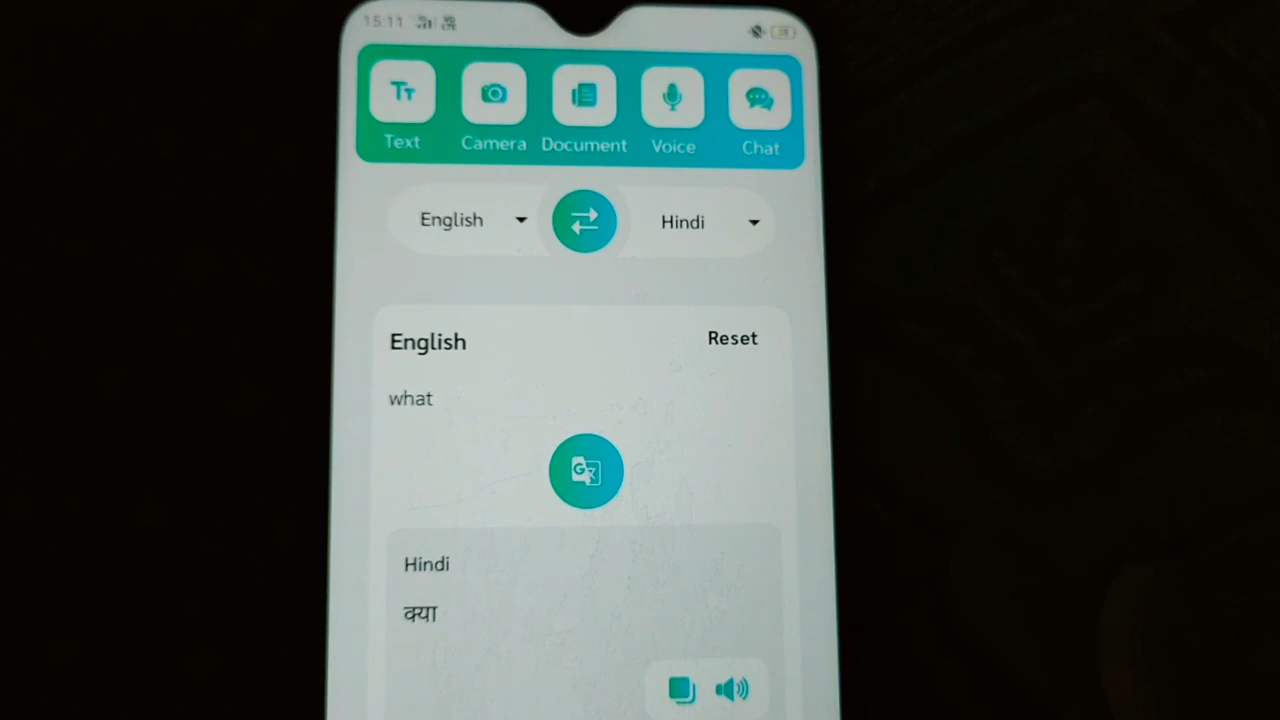 15:11
Text Camera Document Voice Chat
English Hindi
English Reset
what
Hindi
क्या